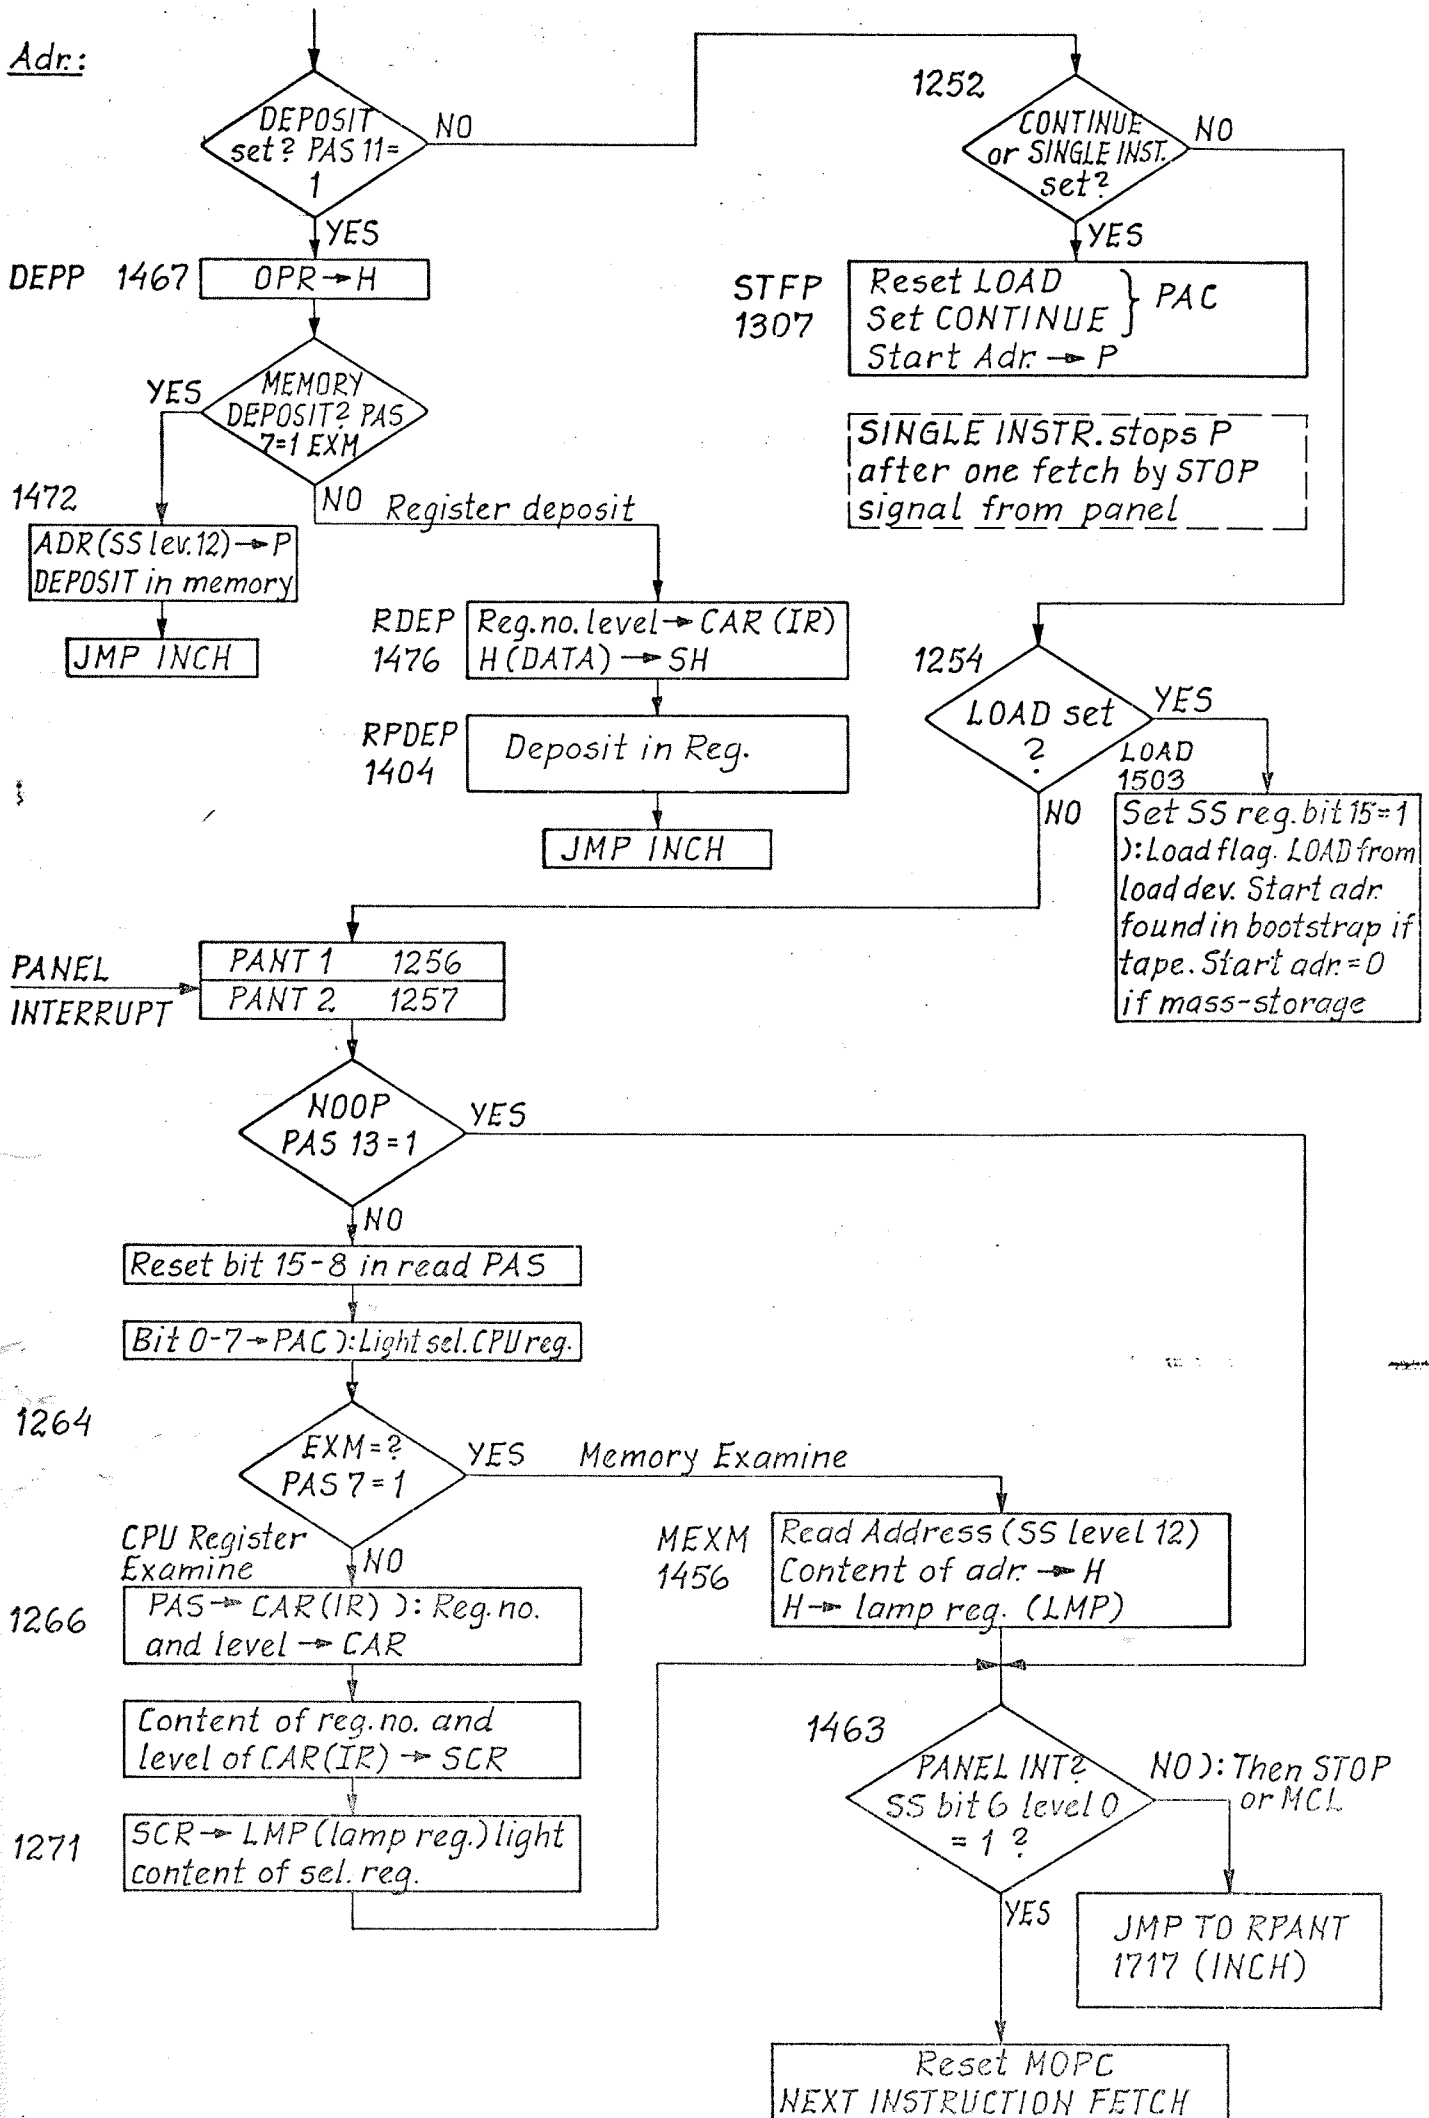 Adr.:
DEPOSIT
set? PAS 11=
1
NO
YES
1252
CONTINUE
or SINGLE INST.
set?
NO
YES
DEPP 1467
OPR→H
STFP
1307
Reset LOAD
Set CONTINUE } PAC
Start Adr. → P
MEMORY
DEPOSIT? PAS
7=1 EXM
YES
NO Register deposit
SINGLE INSTR. stops P
after one fetch by STOP
signal from panel
1472
ADR (SS lev. 12) → P
DEPOSIT in memory
JMP INCH
RDEP
1476
Reg. no. level → CAR (IR)
H (DATA) → SH
RPDEP
1404
Deposit in Reg.
JMP INCH
1254
LOAD set
?
YES
NO
LOAD
1503
Set SS reg. bit 15=1
): Load flag. LOAD from
load dev. Start adr.
found in bootstrap if
tape. Start adr. = 0
if mass-storage
PANEL
INTERRUPT
PANT 1 1256
PANT 2 1257
NOOP
PAS 13=1
YES
NO
Reset bit 15-8 in read PAS
Bit 0-7→PAC ): Light sel. CPU reg.
1264
EXM=?
PAS 7=1
YES Memory Examine
CPU Register
Examine
NO
MEXM
1456
Read Address (SS level 12)
Content of adr. → H
H→ lamp reg. (LMP)
1266
PAS→ CAR(IR) ): Reg. no.
and level → CAR
Content of reg. no. and
level of CAR(IR) → SCR
1271
SCR → LMP (lamp reg.) light
content of sel. reg.
1463
PANEL INT?
SS bit 6 level 0
= 1 ?
NO ): Then STOP
or MCL
YES
JMP TO RPANT
1717 (INCH)
Reset MOPC
NEXT INSTRUCTION FETCH